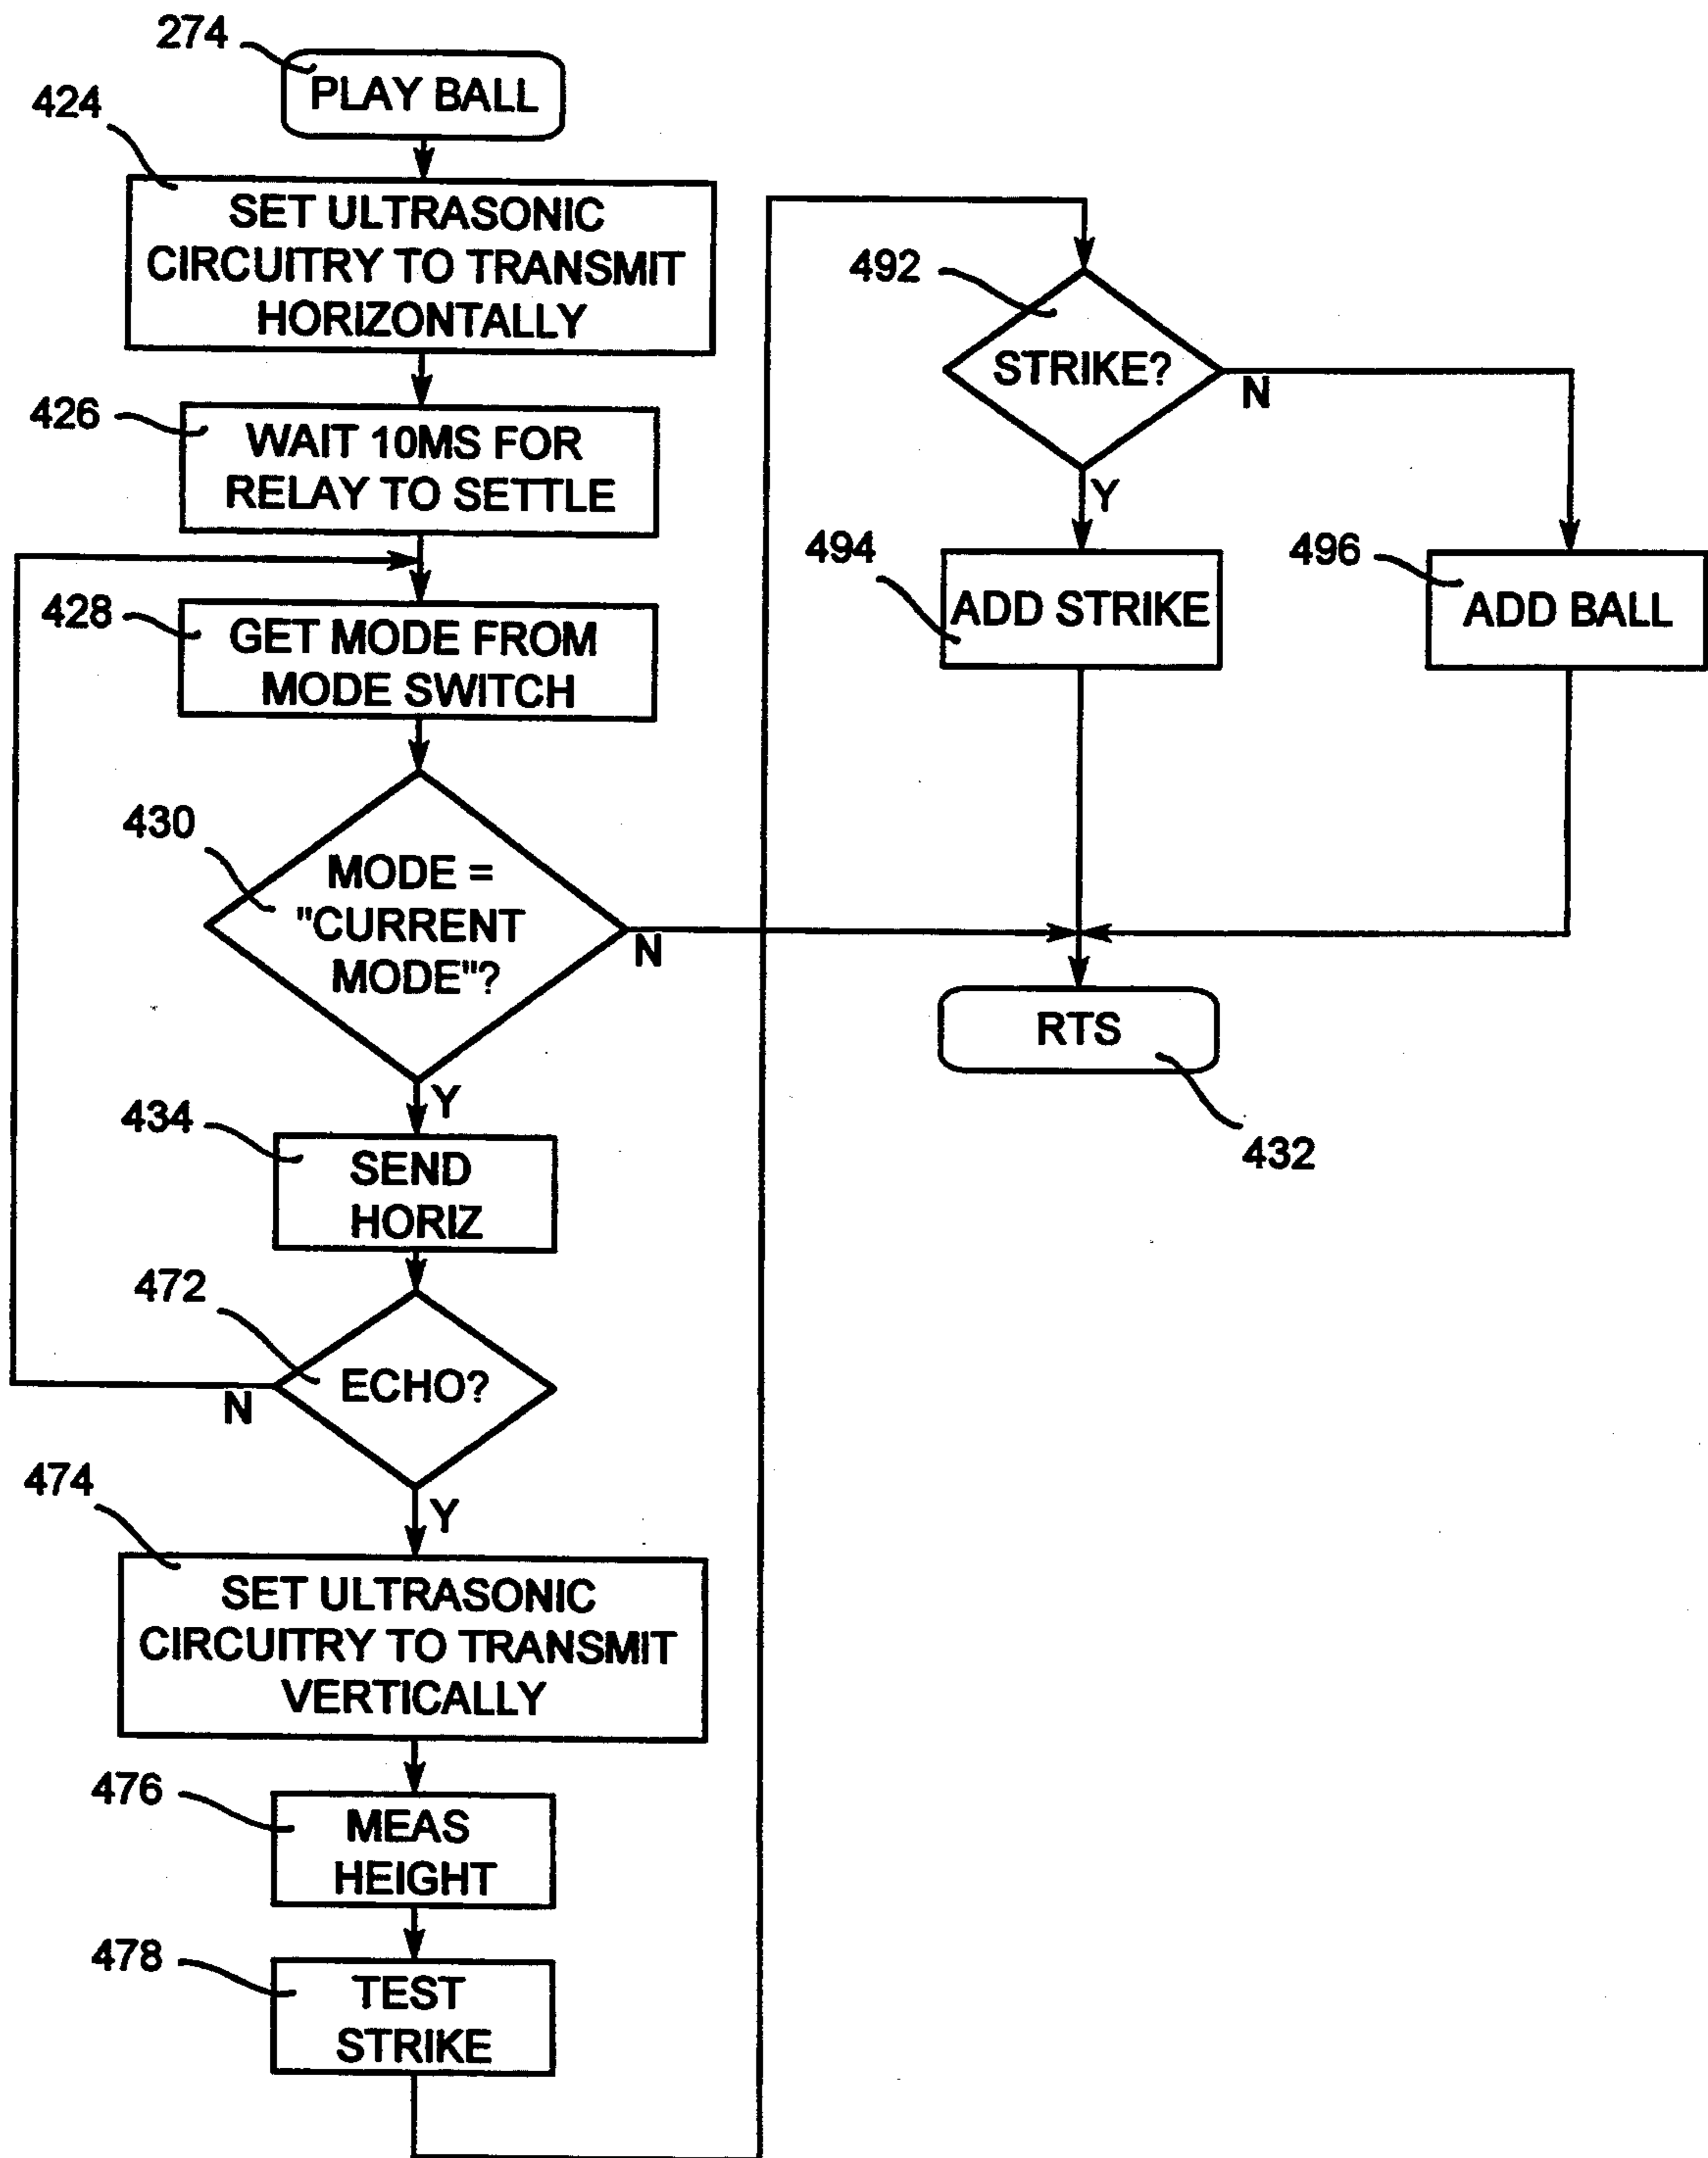 274
PLAY BALL
424
SET ULTRASONIC
CIRCUITRY TO TRANSMIT
HORIZONTALLY
426
WAIT 10MS FOR
RELAY TO SETTLE
428
GET MODE FROM
MODE SWITCH
430
MODE =
"CURRENT
MODE"?
N
Y
434
SEND
HORIZ
472
ECHO?
N
Y
474
SET ULTRASONIC
CIRCUITRY TO TRANSMIT
VERTICALLY
476
MEAS
HEIGHT
478
TEST
STRIKE
492
STRIKE?
N
Y
494
ADD STRIKE
496
ADD BALL
RTS
432